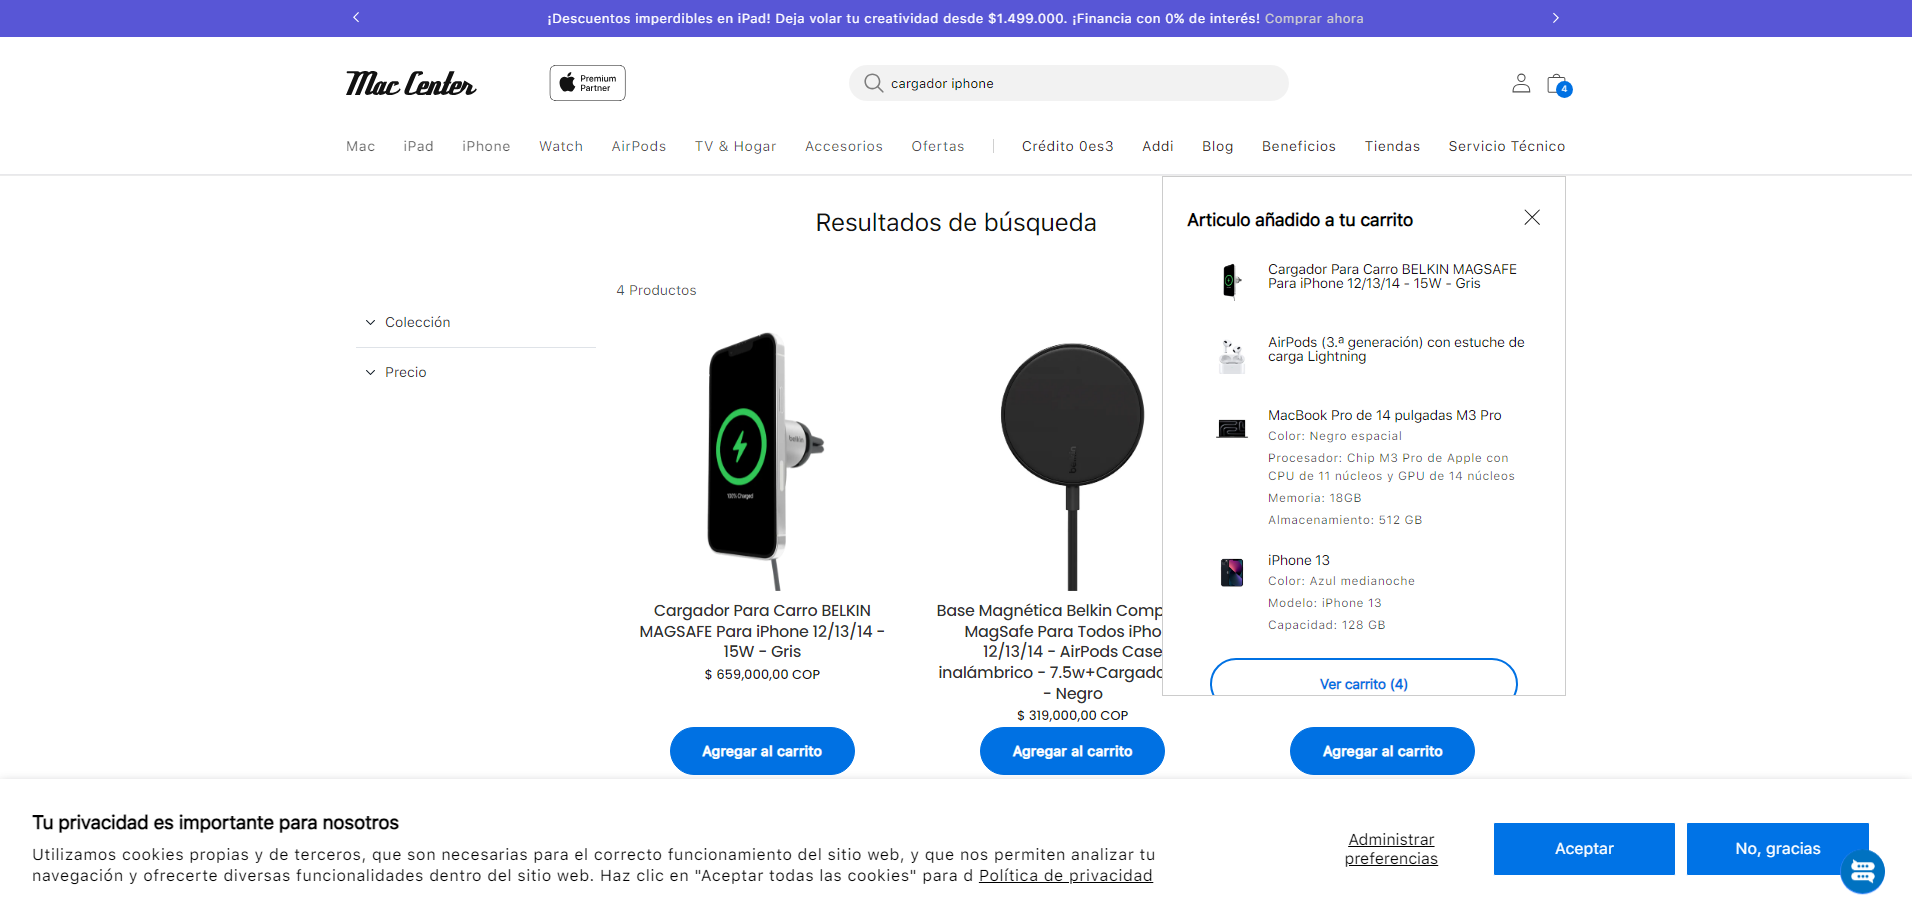 ¡Descuentos imperdibles en iPad! Deja volar tu creatividad desde $1.499.000. ¡Financia con 0% de interés! Comprar ahora
Mac Center
Premium
Partner
cargador iphone
4
Mac iPad iPhone Watch AirPods TV & Hogar Accesorios Ofertas Crédito 0es3 Addi Blog Beneficios Tiendas Servicio Técnico
Resultados de búsqueda
4 Productos
Colección
Precio
belkin
100% Charged
Cargador Para Carro BELKIN
MAGSAFE Para iPhone 12/13/14 -
15W - Gris
$ 659,000,00 COP
Agregar al carrito
belkin
Base Magnética Belkin Comp
MagSafe Para Todos iPho
12/13/14 - AirPods Case
inalámbrico - 7.5w+Cargado
- Negro
$ 319,000,00 COP
Agregar al carrito
Agregar al carrito
Articulo añadido a tu carrito
Cargador Para Carro BELKIN MAGSAFE
Para iPhone 12/13/14 - 15W - Gris
AirPods (3.ª generación) con estuche de
carga Lightning
MacBook Pro de 14 pulgadas M3 Pro
Color: Negro espacial
Procesador: Chip M3 Pro de Apple con
CPU de 11 núcleos y GPU de 14 núcleos
Memoria: 18GB
Almacenamiento: 512 GB
iPhone 13
Color: Azul medianoche
Modelo: iPhone 13
Capacidad: 128 GB
Ver carrito (4)
Tu privacidad es importante para nosotros
Utilizamos cookies propias y de terceros, que son necesarias para el correcto funcionamiento del sitio web, y que nos permiten analizar tu
navegación y ofrecerte diversas funcionalidades dentro del sitio web. Haz clic en "Aceptar todas las cookies" para d Política de privacidad
Administrar
preferencias
Aceptar
No, gracias